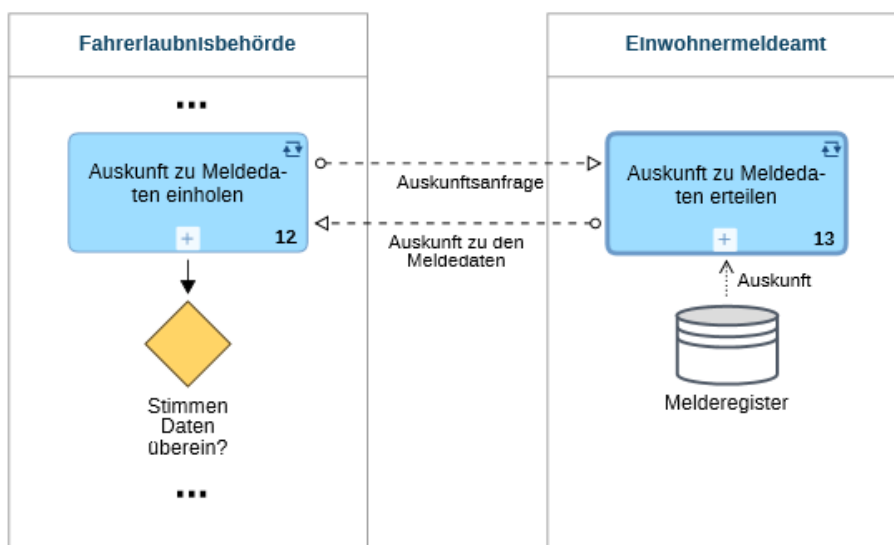 Fahrerlaubnisbehörde
Einwohnermeldeamt
...
Auskunft zu Meldeda-
ten einholen
12
Auskunftsanfrage
Auskunft zu den
Meldedaten
Auskunft zu Meldeda-
ten erteilen
13
Auskunft
Melderegister
Stimmen
Daten
überein?
...